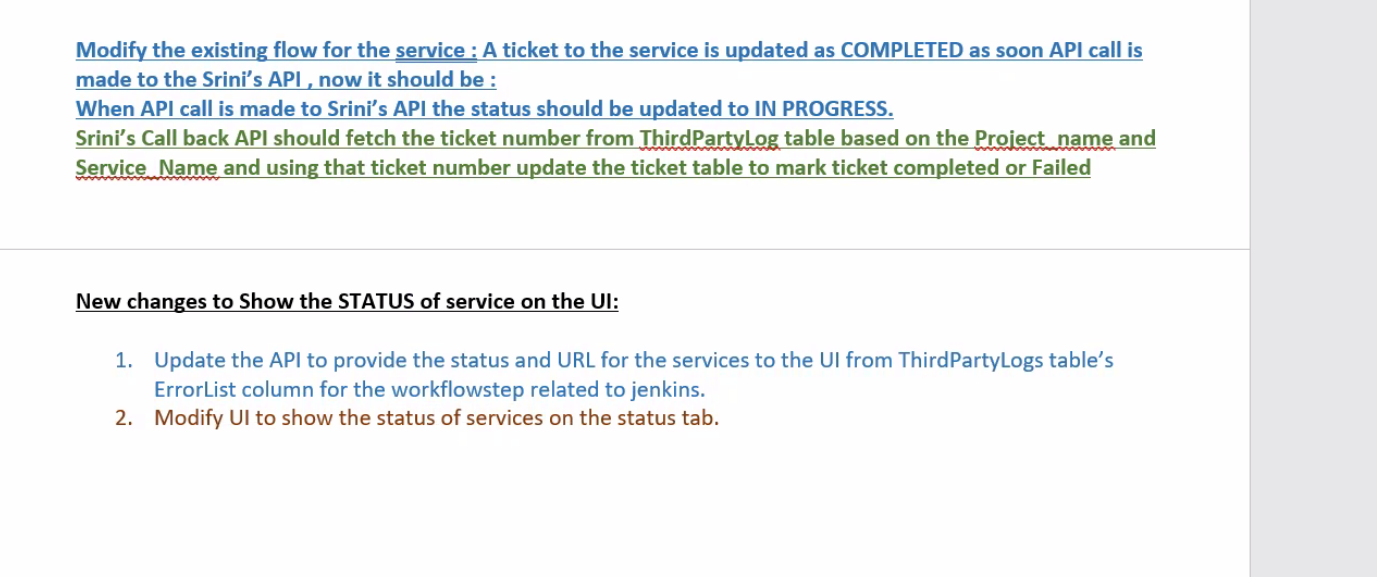 Modify the existing flow for the service : A ticket to the service is updated as COMPLETED as soon API call is
made to the Srini's API , now it should be :
When API call is made to Srini's API the status should be updated to IN PROGRESS.
Srini's Call back API should fetch the ticket number from ThirdPartyLog table based on the Project_name and
Service_Name and using that ticket number update the ticket table to mark ticket completed or Failed
New changes to Show the STATUS of service on the UI:
1. Update the API to provide the status and URL for the services to the UI from ThirdPartyLogs table's
ErrorList column for the workflowstep related to jenkins.
2. Modify UI to show the status of services on the status tab.